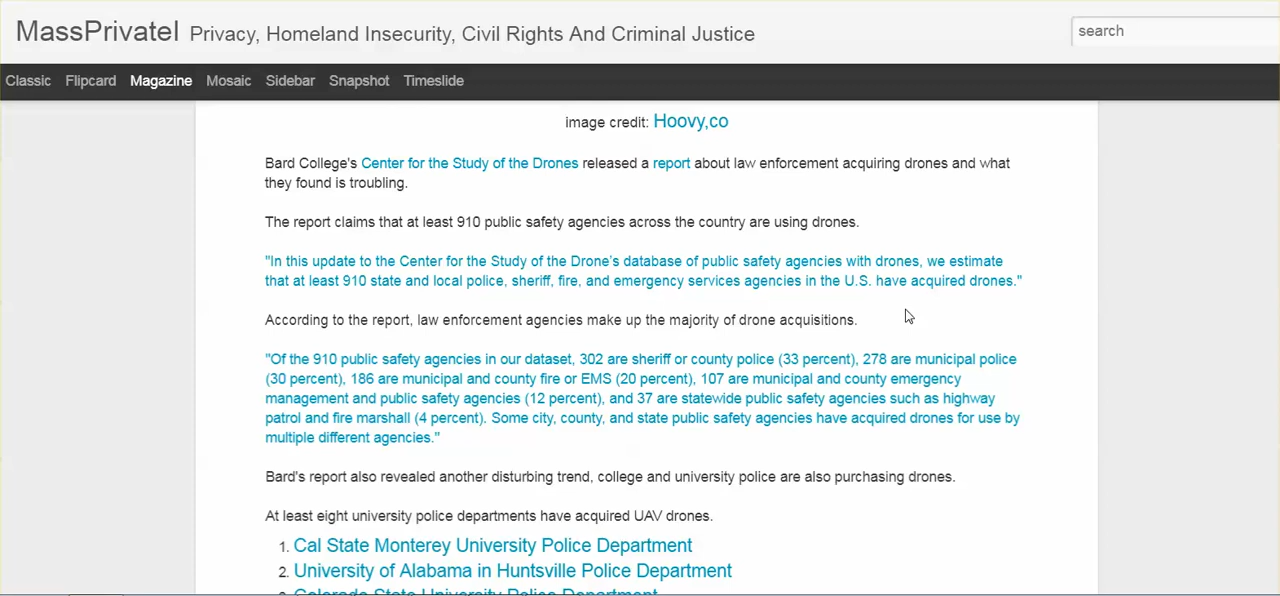 MassPrivateI Privacy, Homeland Insecurity, Civil Rights And Criminal Justice
search
Classic Flipcard Magazine Mosaic Sidebar Snapshot Timeslide
image credit: Hoovy,co
Bard College's Center for the Study of the Drones released a report about law enforcement acquiring drones and what
they found is troubling.
The report claims that at least 910 public safety agencies across the country are using drones.
"In this update to the Center for the Study of the Drone's database of public safety agencies with drones, we estimate
that at least 910 state and local police, sheriff, fire, and emergency services agencies in the U.S. have acquired drones."
According to the report, law enforcement agencies make up the majority of drone acquisitions.
"Of the 910 public safety agencies in our dataset, 302 are sheriff or county police (33 percent), 278 are municipal police
(30 percent), 186 are municipal and county fire or EMS (20 percent), 107 are municipal and county emergency
management and public safety agencies (12 percent), and 37 are statewide public safety agencies such as highway
patrol and fire marshall (4 percent). Some city, county, and state public safety agencies have acquired drones for use by
multiple different agencies."
Bard's report also revealed another disturbing trend, college and university police are also purchasing drones.
At least eight university police departments have acquired UAV drones.
1. Cal State Monterey University Police Department
2. University of Alabama in Huntsville Police Department
3. Colorado State University Police Department